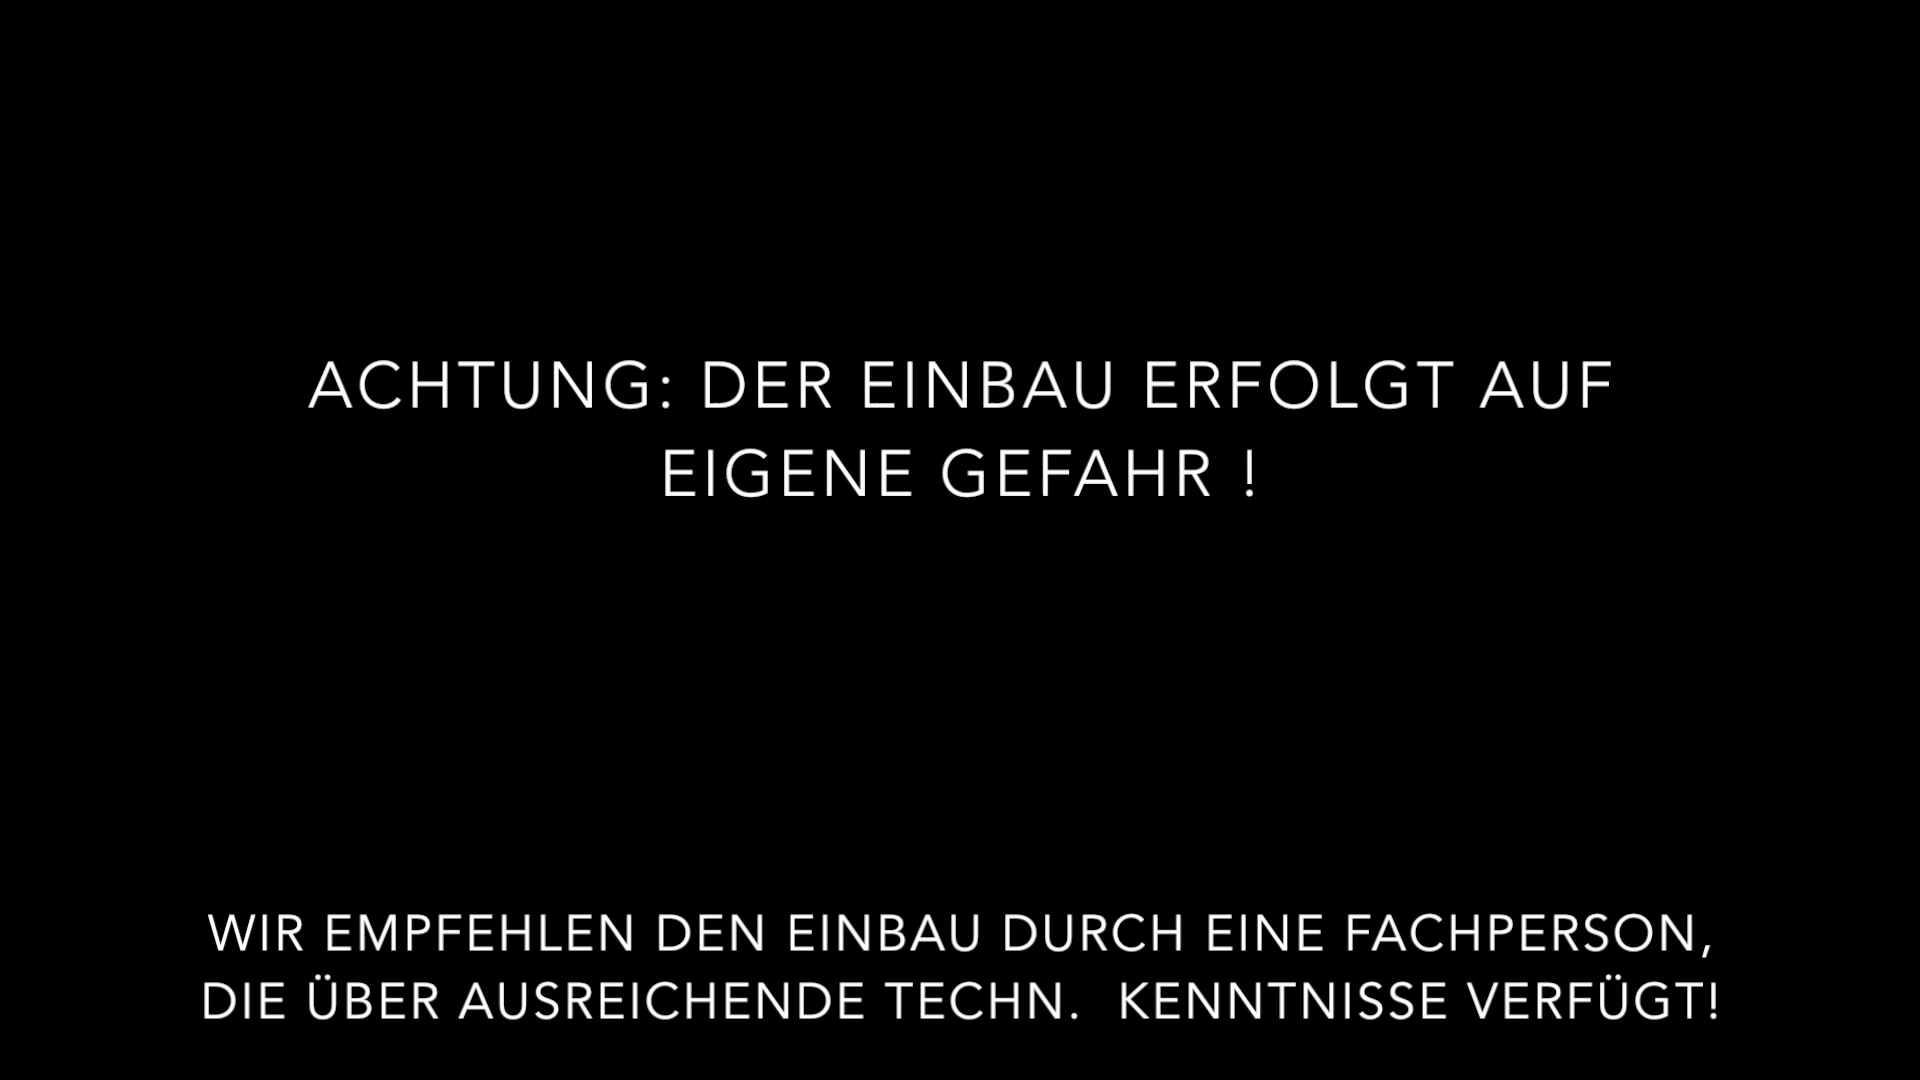 ACHTUNG: DER EINBAU ERFOLGT AUF
EIGENE GEFAHR !
WIR EMPFEHLEN DEN EINBAU DURCH EINE FACHPERSON,
DIE ÜBER AUSREICHENDE TECHN. KENNTNISSE VERFÜGT!